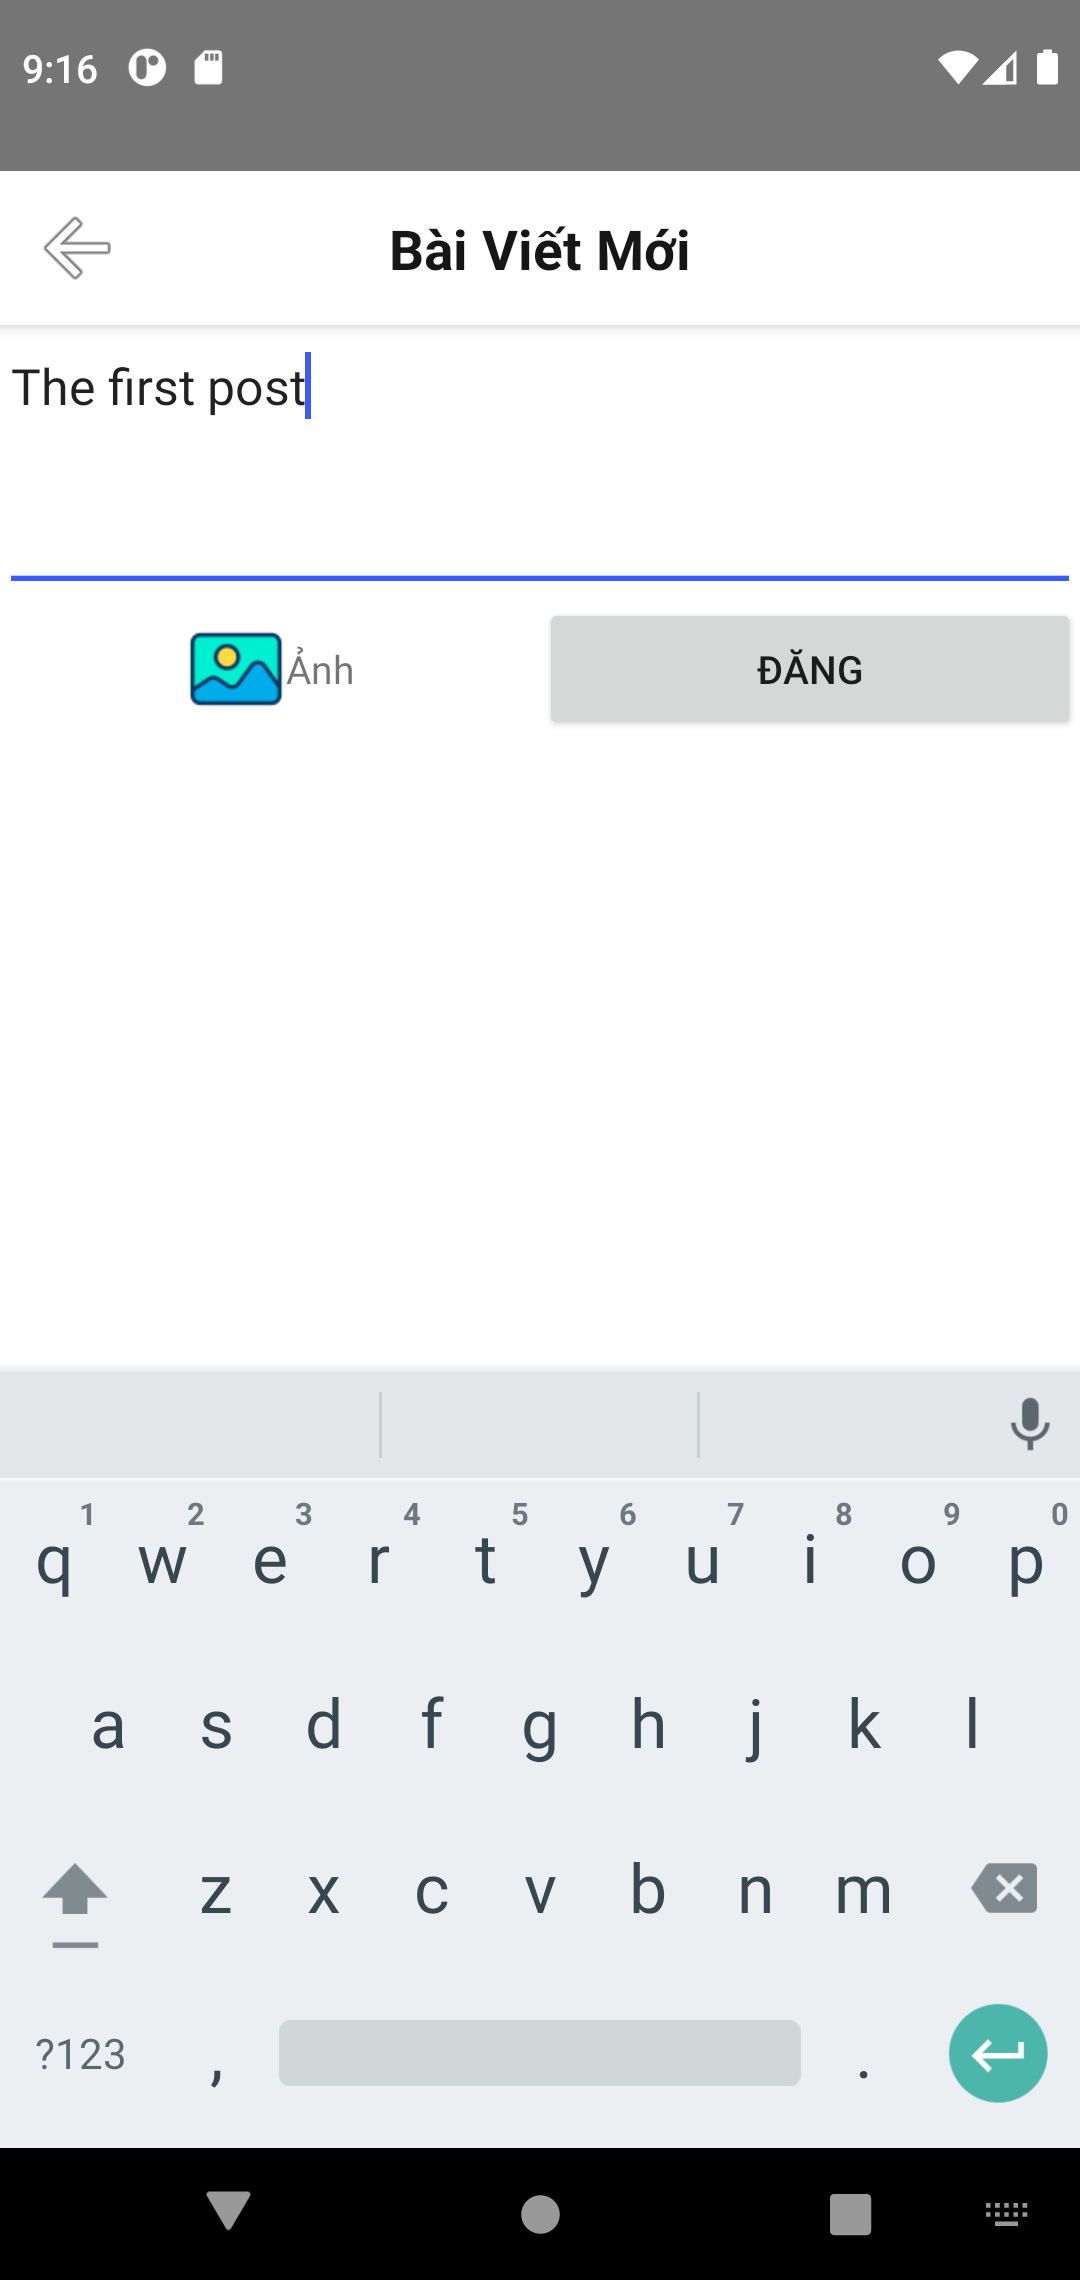 9:16
Bài Viết Mới
The first post
Ảnh
ĐĂNG
1 2 3 4 5 6 7 8 9 0
q w e r t y u i o p
a s d f g h j k l
z x c v b n m
?123 , .